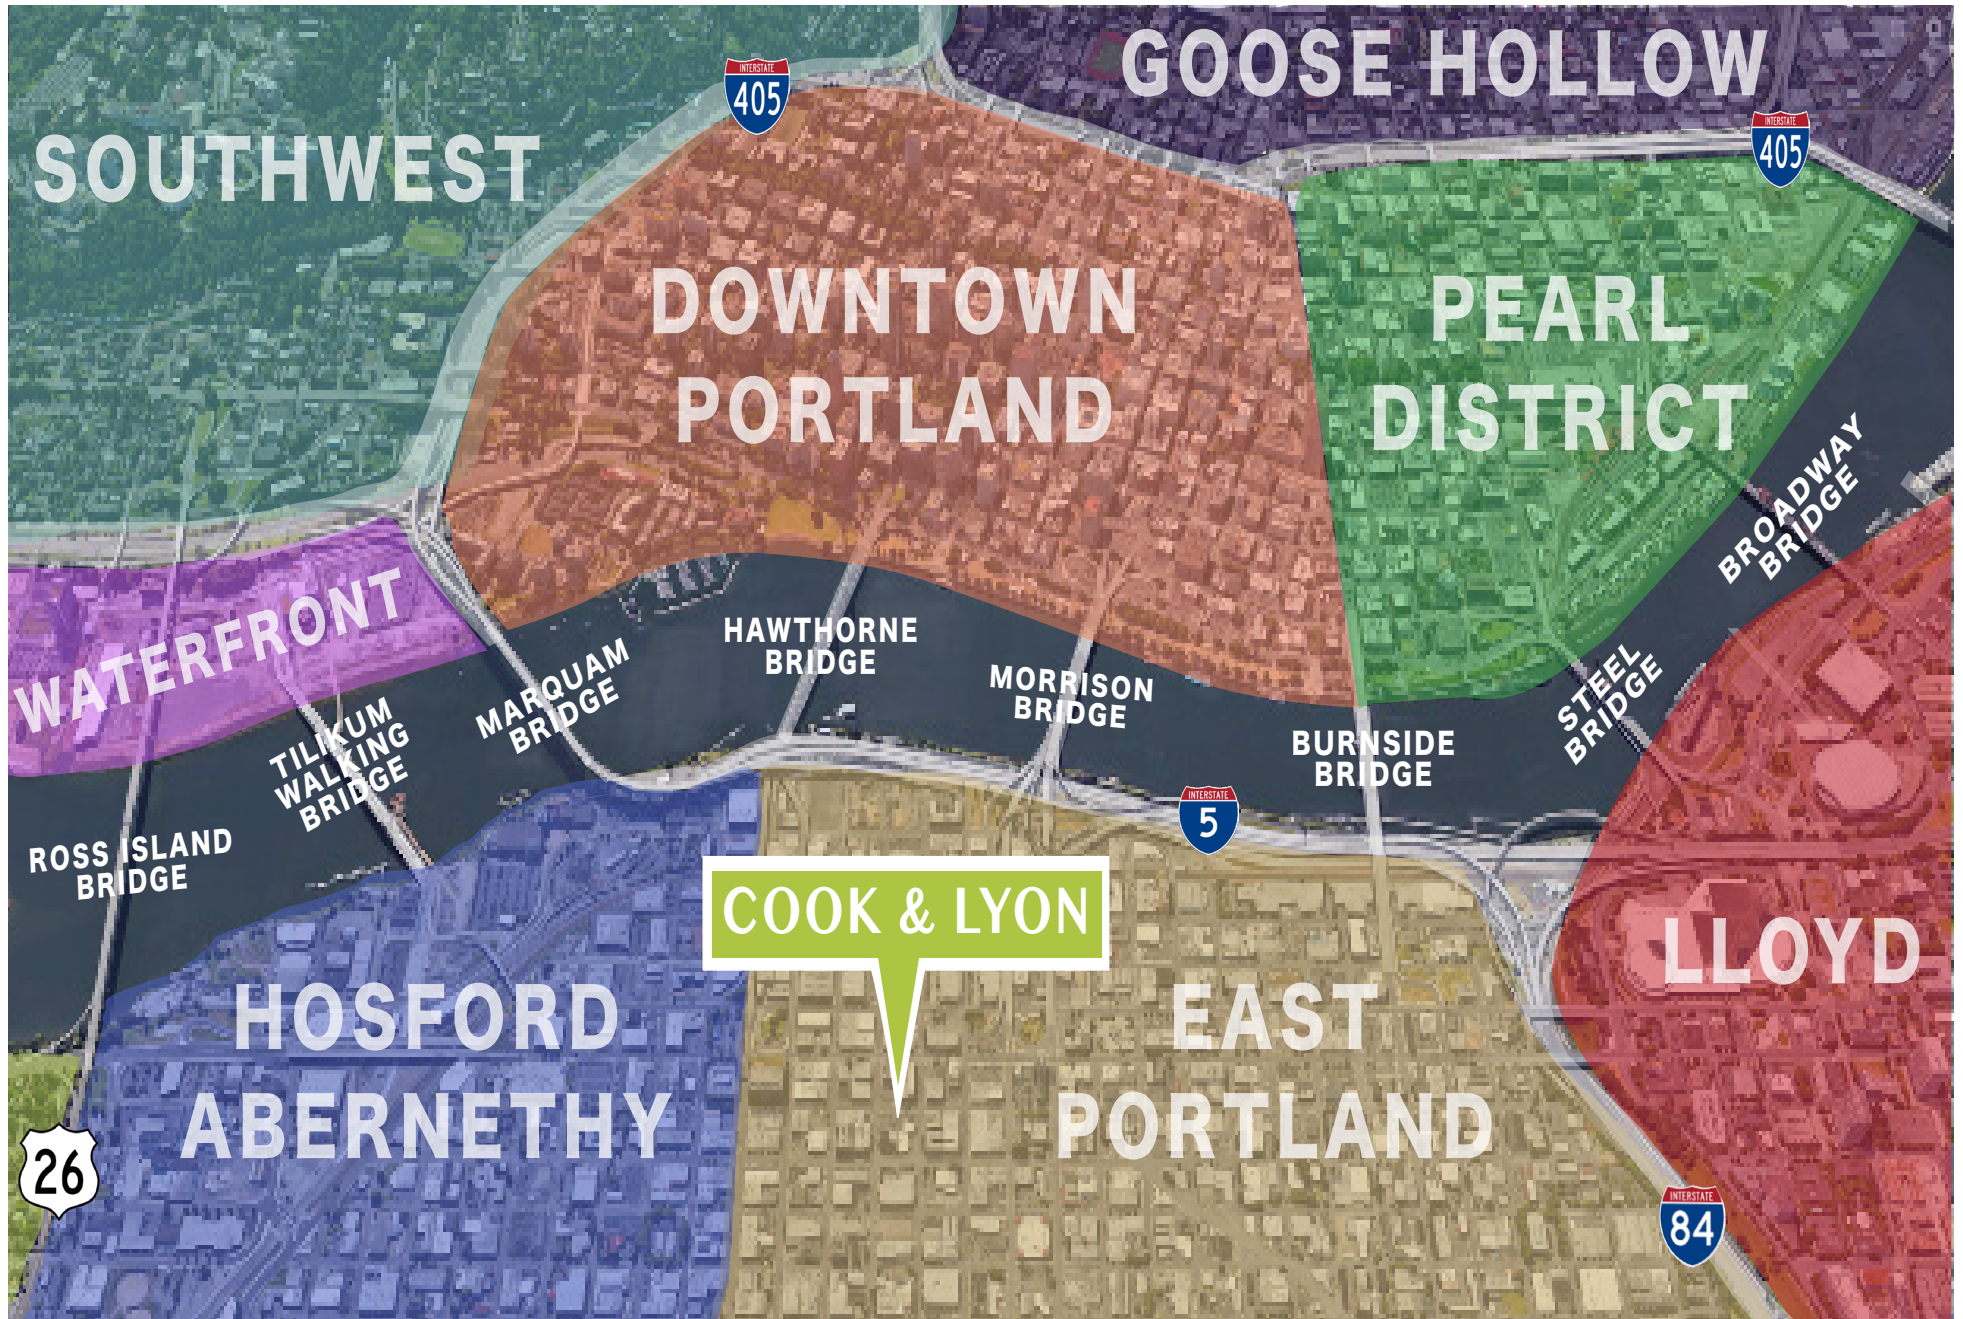 GOOSE HOLLOW
INTERSTATE
405
INTERSTATE
405
SOUTHWEST
DOWNTOWN
PORTLAND
PEARL
DISTRICT
BROADWAY
BRIDGE
WATERFRONT
HAWTHORNE
BRIDGE
MARQUAM
BRIDGE
MORRISON
BRIDGE
STEEL
BRIDGE
TILIKUM
WALKING
BRIDGE
BURNSIDE
BRIDGE
INTERSTATE
5
ROSS ISLAND
BRIDGE
COOK & LYON
LLOYD
HOSFORD
ABERNETHY
EAST
PORTLAND
26
INTERSTATE
84